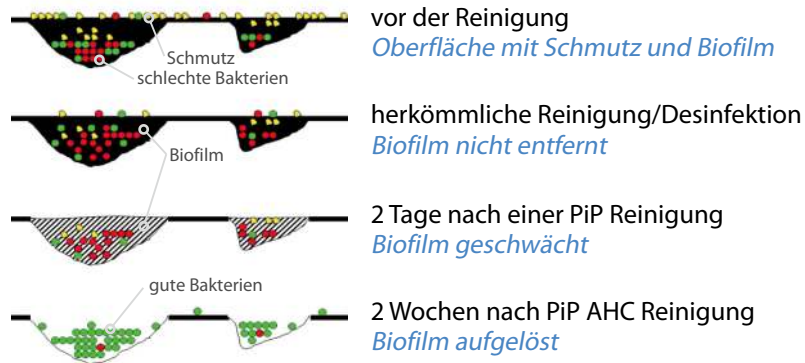 vor der Reinigung
Oberfläche mit Schmutz und Biofilm
Schmutz
schlechte Bakterien
herkömmliche Reinigung/Desinfektion
Biofilm nicht entfernt
Biofilm
2 Tage nach einer PiP Reinigung
Biofilm geschwächt
gute Bakterien
2 Wochen nach PiP AHC Reinigung
Biofilm aufgelöst